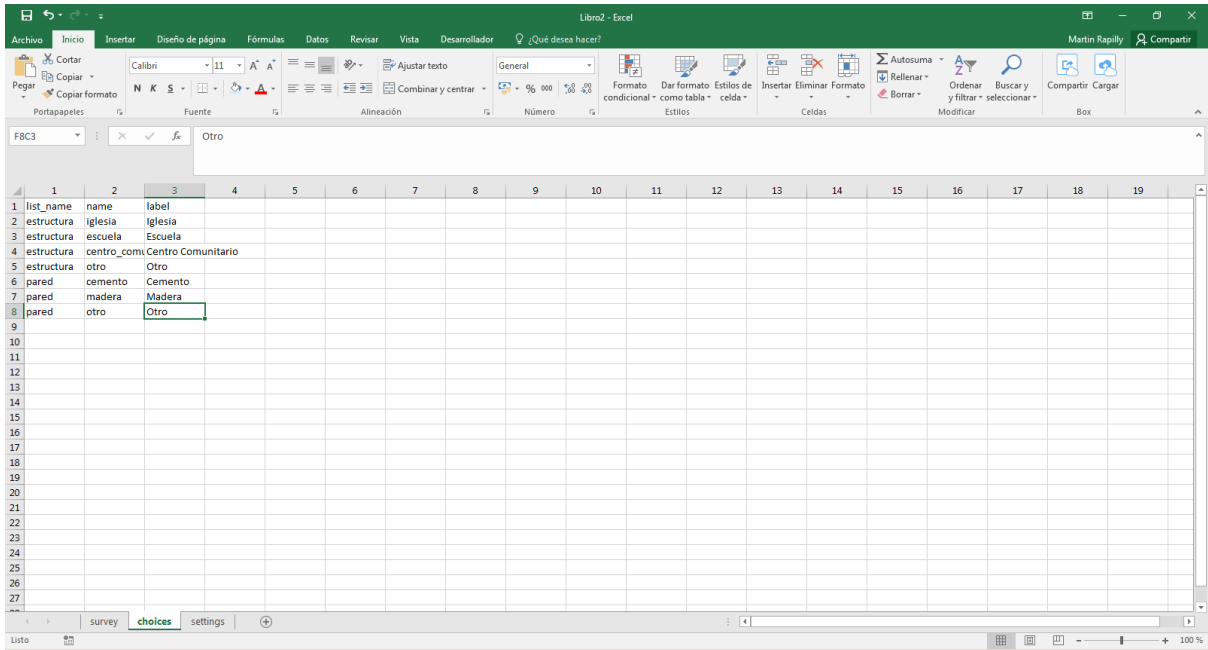 Libro2 - Excel
Archivo Inicio Insertar Diseño de página Fórmulas Datos Revisar Vista Desarrollador ¿Qué desea hacer? Martin Rapilly Compartir
Pegar
Cortar
Copiar
Copiar formato
Portapapeles
Calibri 11
N K S
Fuente
Ajustar texto
Combinar y centrar
Alineación
General
% 000
Número
Formato condicional
Dar formato como tabla
Estilos de celda
Estilos
Insertar Eliminar Formato
Celdas
Autosuma
Rellenar
Borrar
Ordenar y filtrar
Buscar y seleccionar
Modificar
Compartir Cargar
Box
F8C3 fx Otro
1 2 3 4 5 6 7 8 9 10 11 12 13 14 15 16 17 18 19
1 list_name name label
2 estructura iglesia Iglesia
3 estructura escuela Escuela
4 estructura centro_comu Centro Comunitario
5 estructura otro Otro
6 pared cemento Cemento
7 pared madera Madera
8 pared otro Otro
9
10
11
12
13
14
15
16
17
18
19
20
21
22
23
24
25
26
27
survey choices settings
Listo 100 %